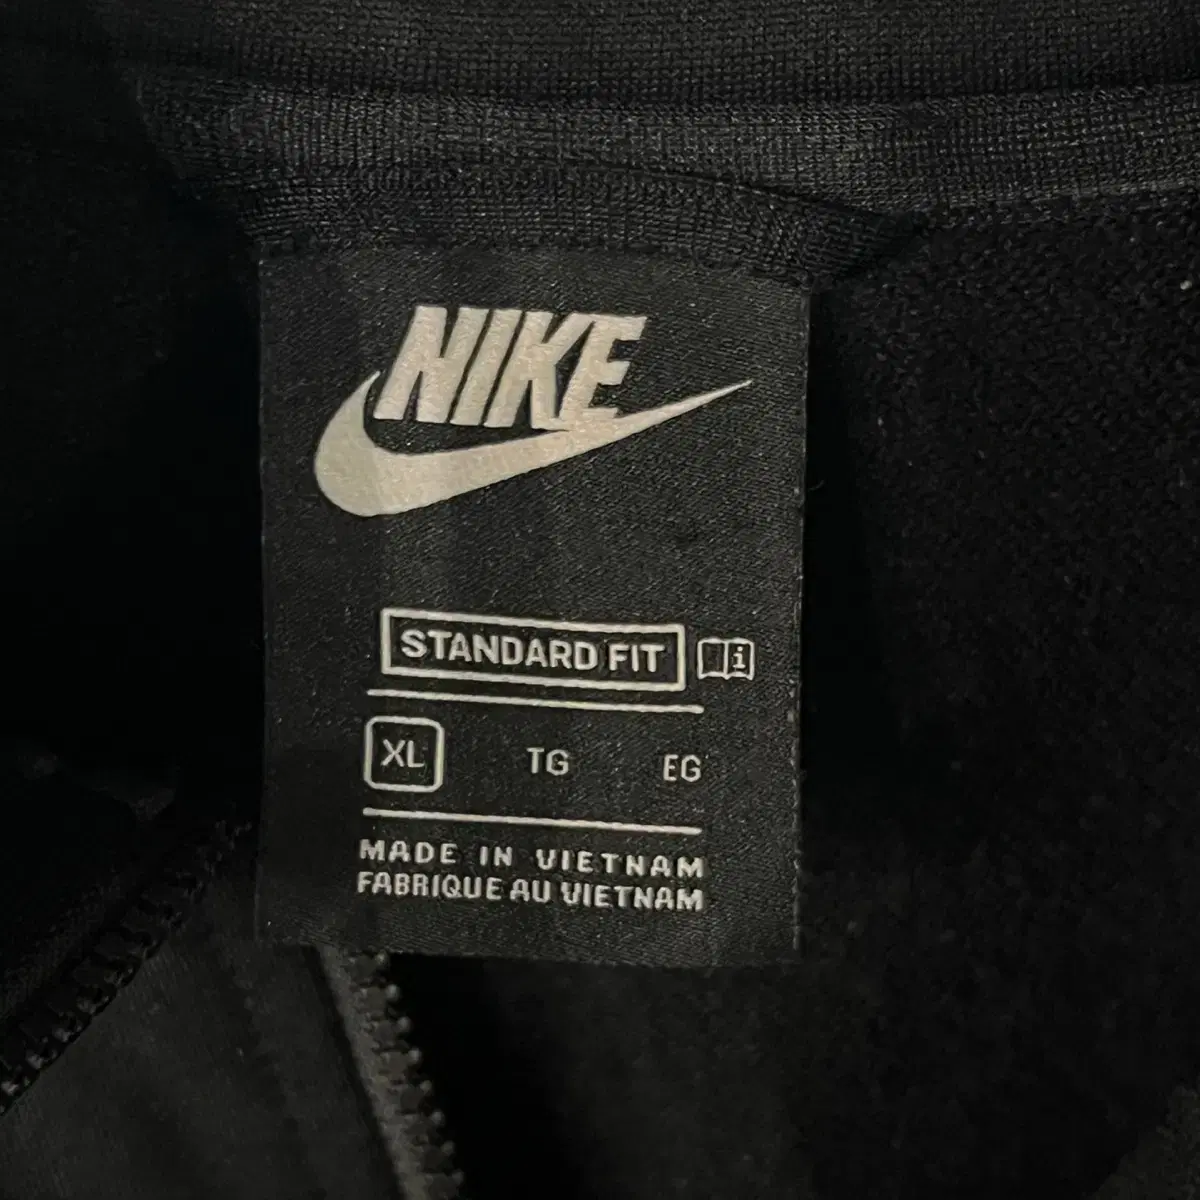 NIKE
STANDARD FIT
XL TG EG
MADE IN VIETNAM
FABRIQUE AU VIETNAM